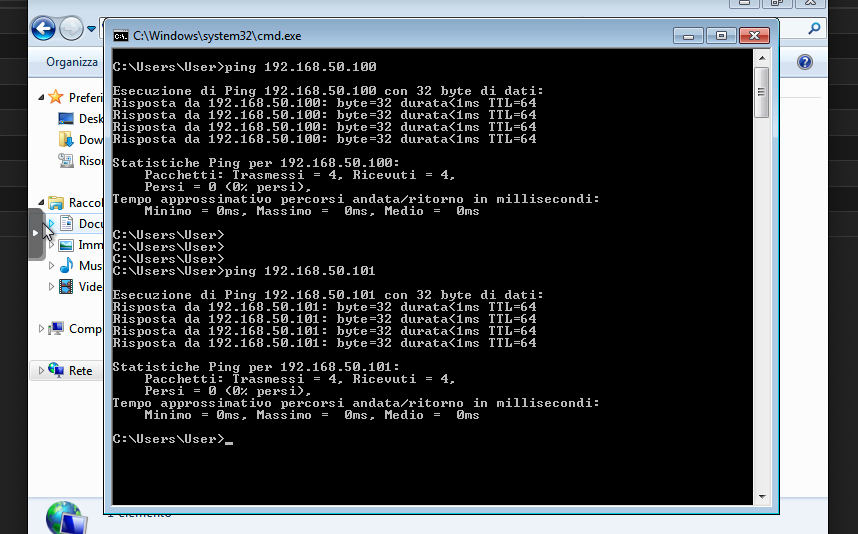 C:\Windows\system32\cmd.exe
Organizza
Preferi
Desk
Dow
Risor
Raccol
Docu
Imm
Musi
Vide
Comp
Rete
C:\Users\User>ping 192.168.50.100
Esecuzione di Ping 192.168.50.100 con 32 byte di dati:
Risposta da 192.168.50.100: byte=32 durata<1ms TTL=64
Risposta da 192.168.50.100: byte=32 durata<1ms TTL=64
Risposta da 192.168.50.100: byte=32 durata<1ms TTL=64
Risposta da 192.168.50.100: byte=32 durata<1ms TTL=64
Statistiche Ping per 192.168.50.100:
Pacchetti: Trasmessi = 4, Ricevuti = 4,
Persi = 0 (0% persi),
Tempo approssimativo percorsi andata/ritorno in millisecondi:
Minimo = 0ms, Massimo =  0ms, Medio =  0ms
C:\Users\User>
C:\Users\User>
C:\Users\User>
C:\Users\User>ping 192.168.50.101
Esecuzione di Ping 192.168.50.101 con 32 byte di dati:
Risposta da 192.168.50.101: byte=32 durata<1ms TTL=64
Risposta da 192.168.50.101: byte=32 durata<1ms TTL=64
Risposta da 192.168.50.101: byte=32 durata<1ms TTL=64
Risposta da 192.168.50.101: byte=32 durata<1ms TTL=64
Statistiche Ping per 192.168.50.101:
Pacchetti: Trasmessi = 4, Ricevuti = 4,
Persi = 0 (0% persi),
Tempo approssimativo percorsi andata/ritorno in millisecondi:
Minimo = 0ms, Massimo =  0ms, Medio =  0ms
C:\Users\User>_
1 elemento